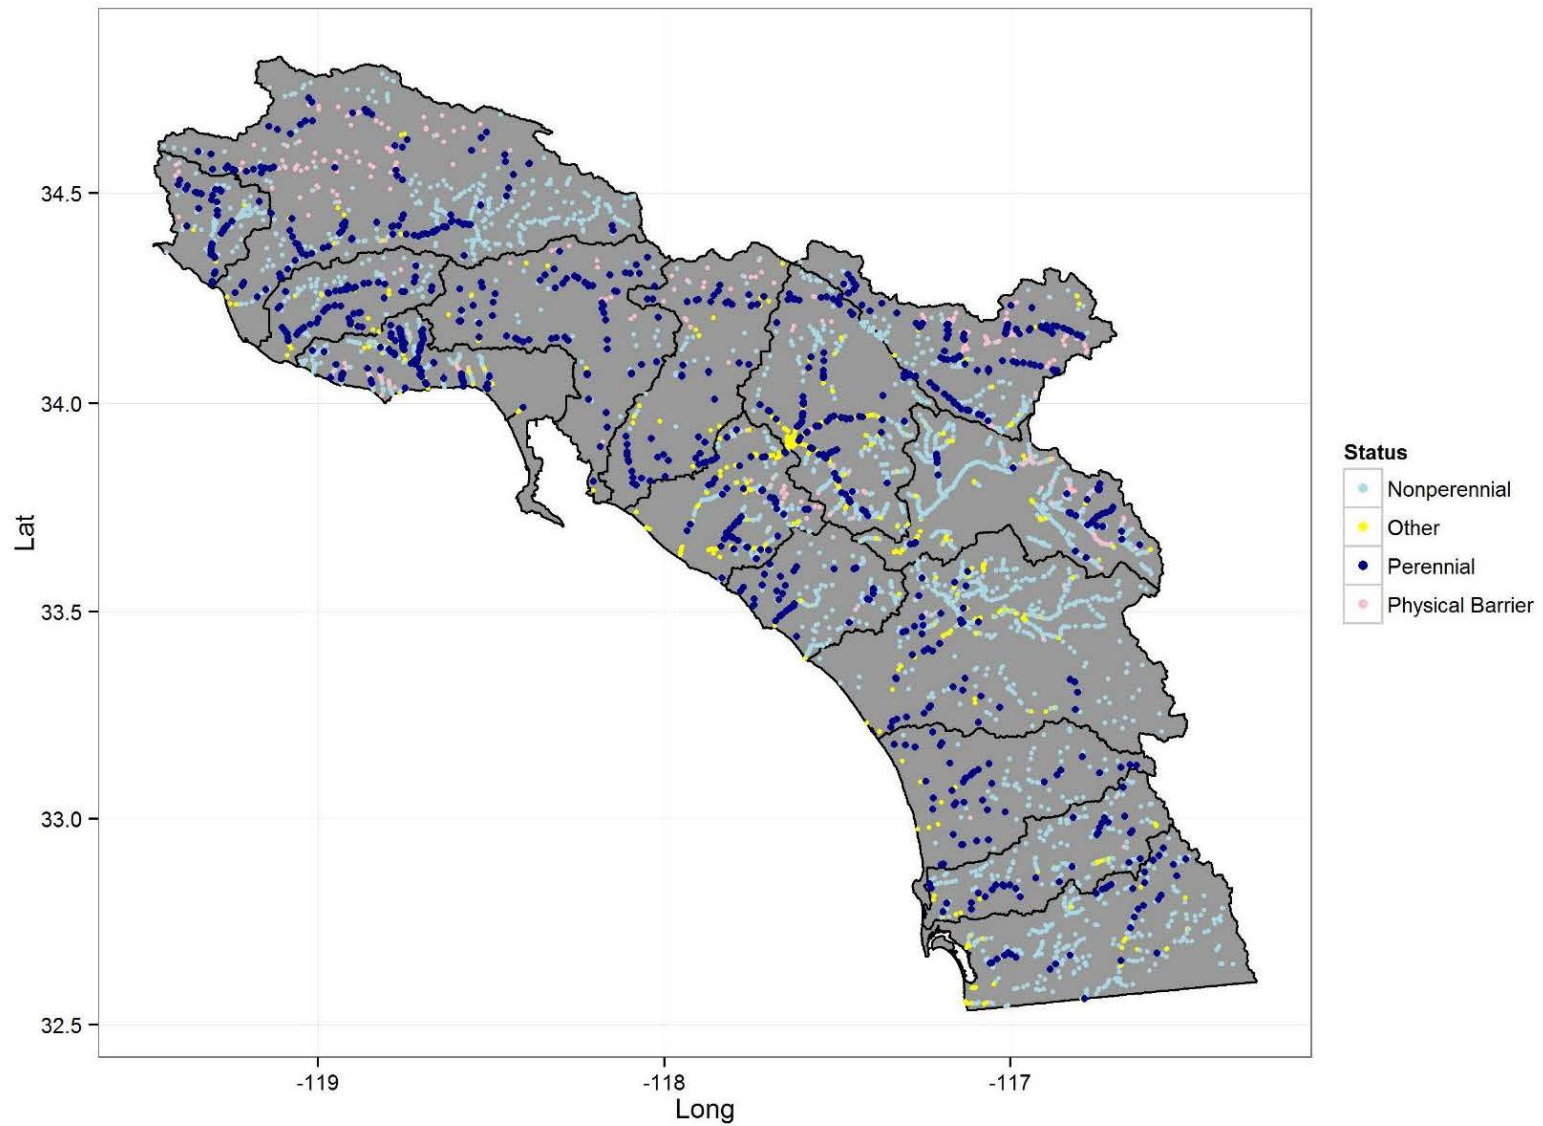 34.5
34.0
33.5
33.0
32.5
Lat
-119
-118
-117
Long
Status
Nonperennial
Other
Perennial
Physical Barrier